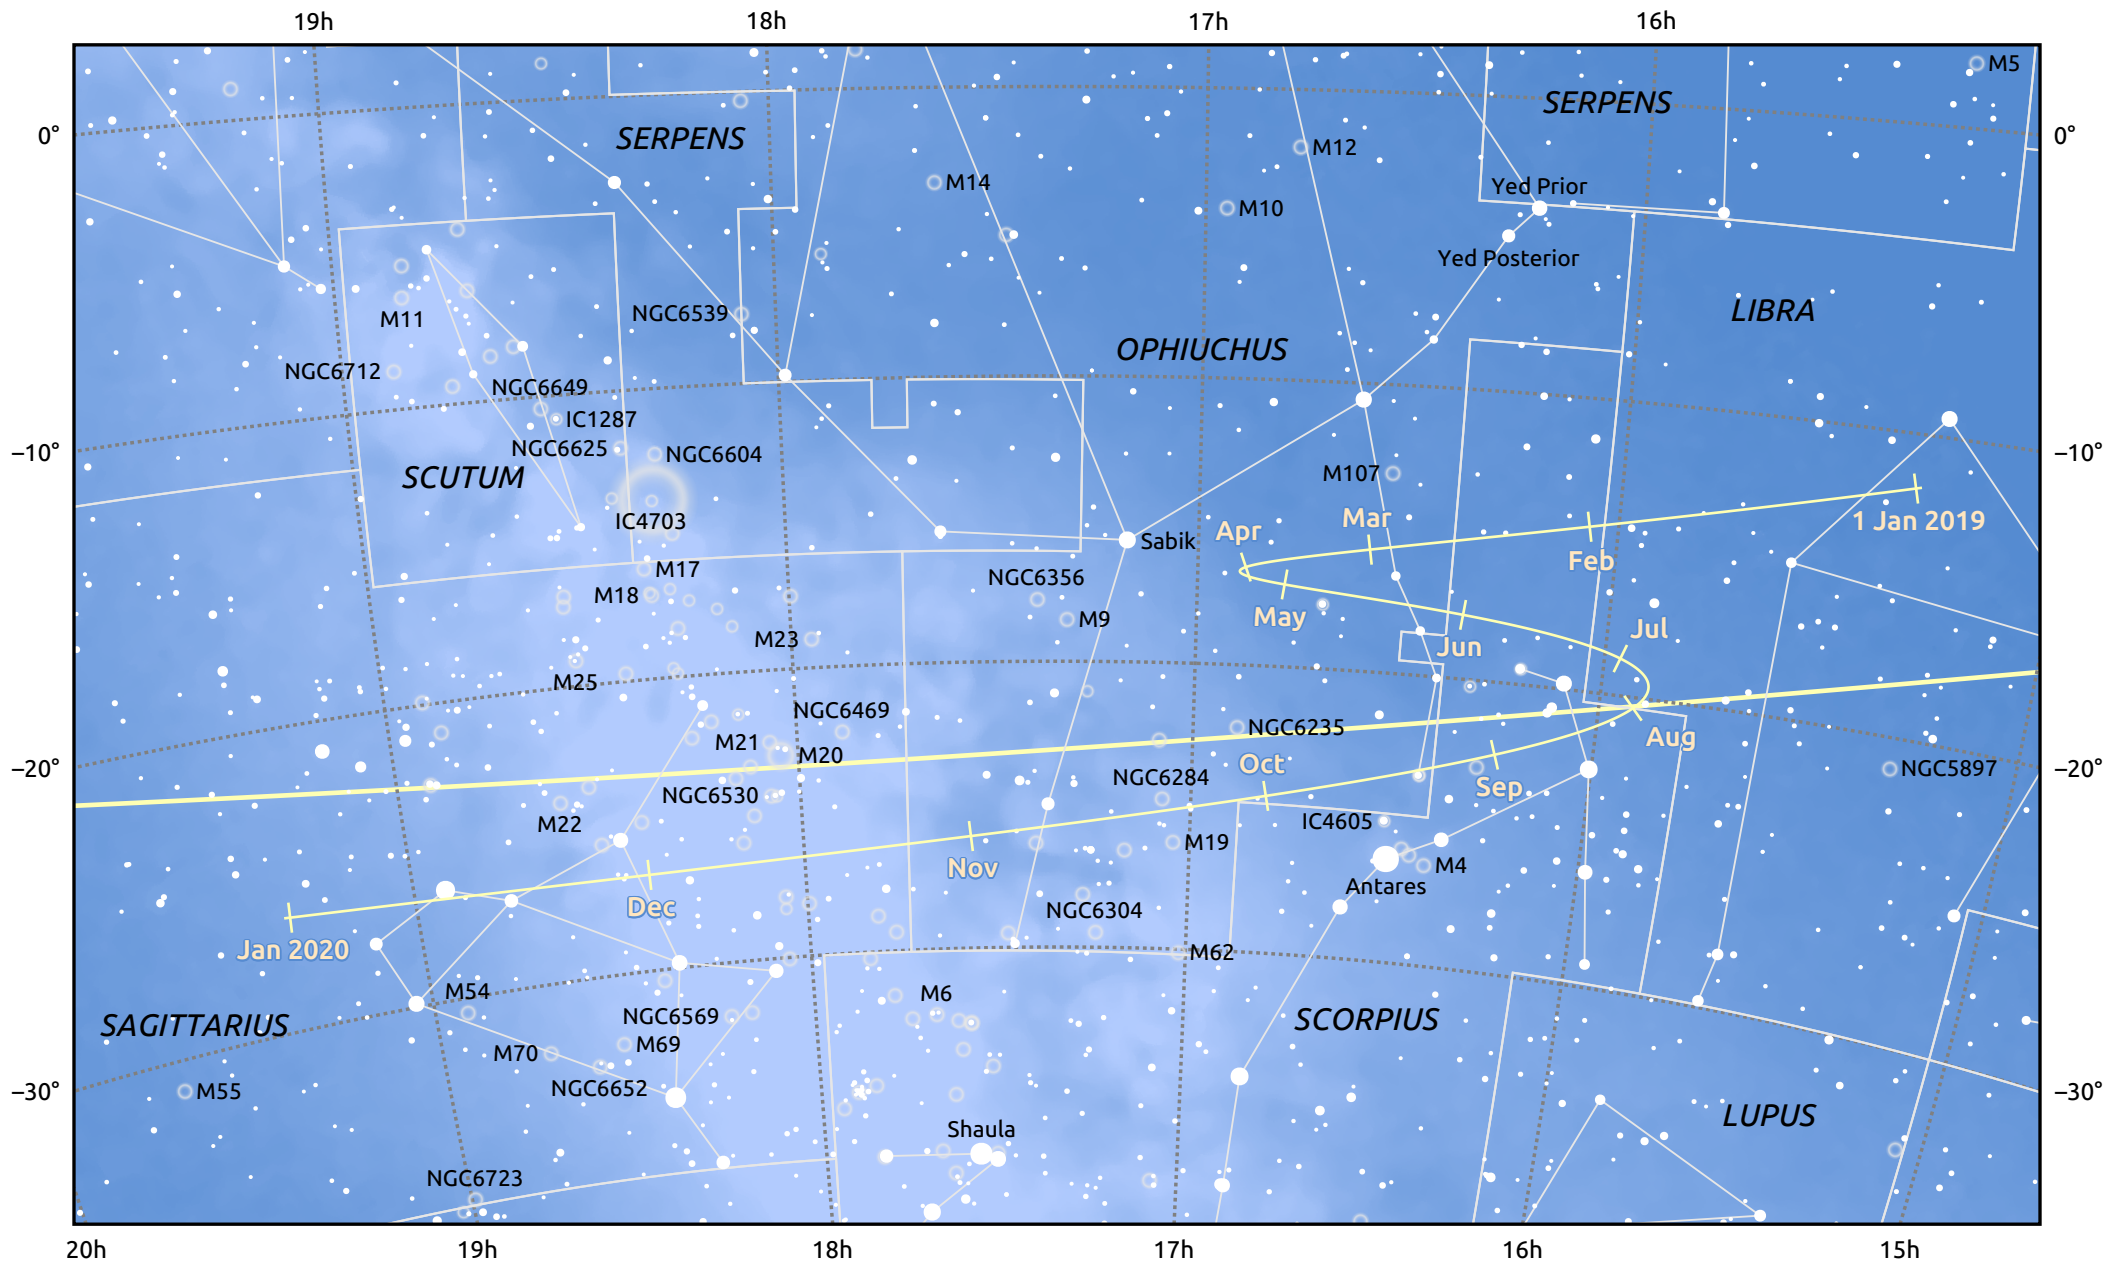 19h 18h 17h 16h
M5
SERPENS
0° 0°
SERPENS
M12
M14
Yed Prior
M10
Yed Posterior
LIBRA
NGC6539
M11
OPHIUCHUS
NGC6712
NGC6649
IC1287
NGC6625
−10° NGC6604 −10°
SCUTUM M107
IC4703
Mar
1 Jan 2019
Apr
Sabik
Feb
M17
NGC6356
M18
May
M9
Jul
M23
Jun
M25
NGC6469
NGC6235
Aug
M21
M20
Oct
−20° NGC5897 −20°
NGC6284
Sep
NGC6530
M22
IC4605
M19
Nov
M4
Antares
Dec
NGC6304
Jan 2020
M62
M54
M6
NGC6569
SCORPIUS
SAGITTARIUS
M69
M70
NGC6652
−30° M55 −30°
LUPUS
Shaula
NGC6723
20h 19h 18h 17h 16h 15h